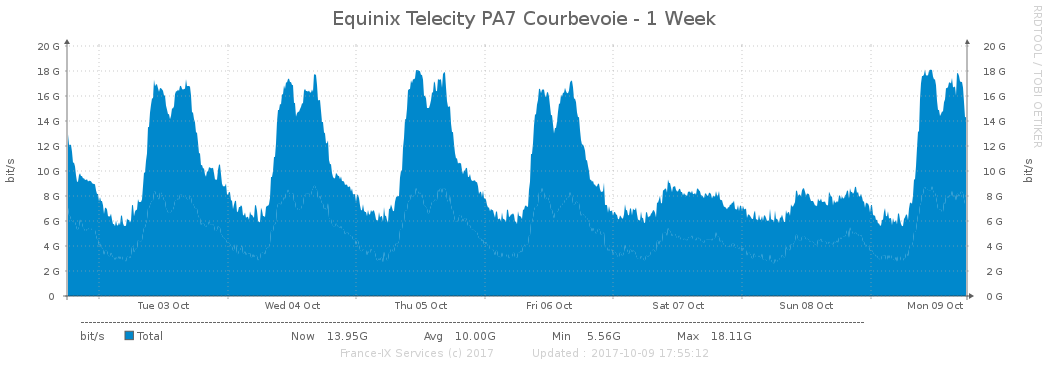 Equinix Telecity PA7 Courbevoie - 1 Week
RRDTOOL / TOBI OETIKER
bit/s
20 G 20 G
18 G 18 G
16 G 16 G
14 G 14 G
12 G 12 G
10 G 10 G
8 G 8 G
6 G 6 G
4 G 4 G
2 G 2 G
0 0 G
bit/s
Tue 03 Oct Wed 04 Oct Thu 05 Oct Fri 06 Oct Sat 07 Oct Sun 08 Oct Mon 09 Oct
bit/s Total Now 13.95G Avg 10.00G Min 5.56G Max 18.11G
France-IX Services (c) 2017 Updated : 2017-10-09 17:55:12